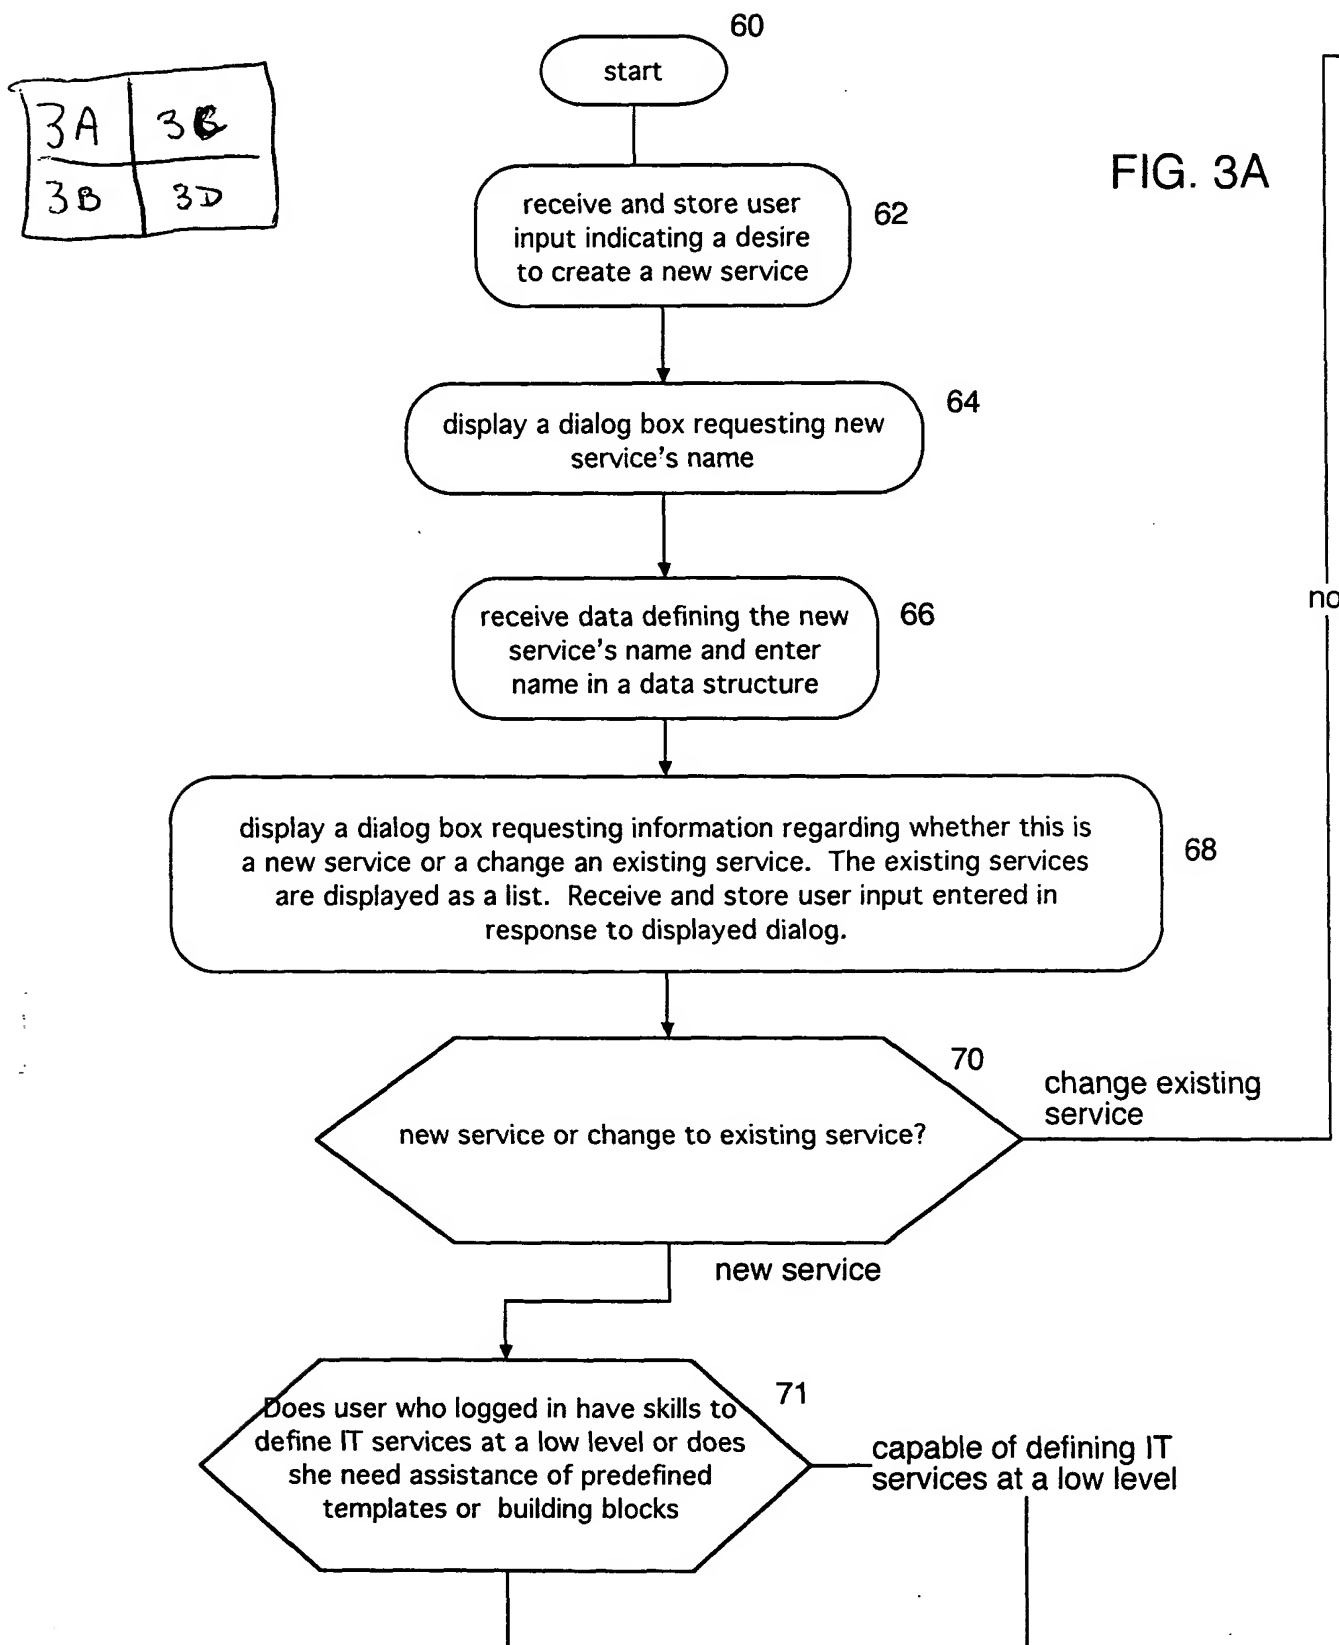 60
start
3A
3B
3D
FIG. 3A
receive and store user
input indicating a desire
to create a new service
62
64
display a dialog box requesting new
service's name
receive data defining the new
service's name and enter
name in a data structure
66
no
display a dialog box requesting information regarding whether this is
a new service or a change an existing service. The existing services
are displayed as a list. Receive and store user input entered in
response to displayed dialog.
68
70
change existing
service
new service or change to existing service?
new service
71
Does user who logged in have skills to
define IT services at a low level or does
she need assistance of predefined
templates or building blocks
capable of defining IT
services at a low level